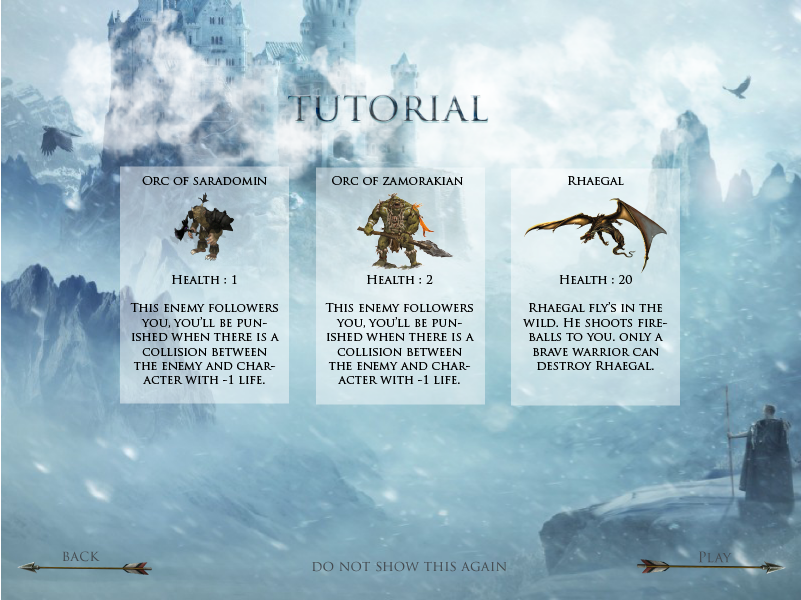 TUTORIAL
Orc of saradomin
Health : 1
This enemy followers
you, you'll be pun-
ished when there is a
collision between
the enemy and char-
acter with -1 life.
Orc of zamorakian
Health : 2
This enemy followers
you, you'll be pun-
ished when there is a
collision between
the enemy and char-
acter with -1 life.
Rhaegal
Health : 20
Rhaegal fly's in the
wild. He shoots fire-
balls to you. only a
brave warrior can
destroy Rhaegal.
BACK
DO NOT SHOW THIS AGAIN
Play